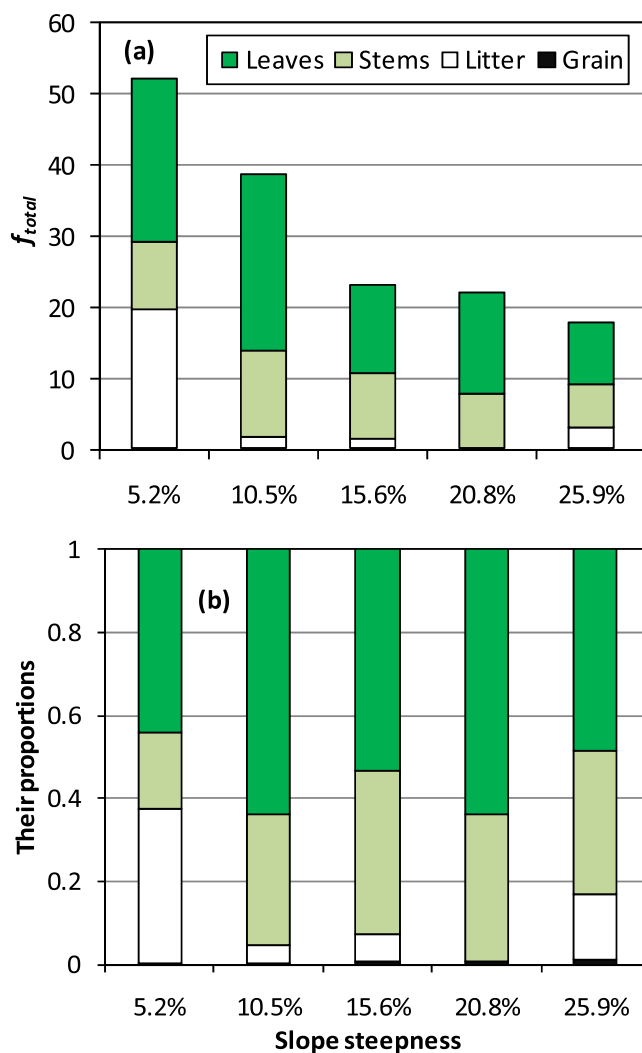 60
(a)
Leaves Stems Litter Grain
50
40
f total
30
20
10
0
5.2% 10.5% 15.6% 20.8% 25.9%
1
(b)
0.8
0.6
Their proportions
0.4
0.2
0
5.2% 10.5% 15.6% 20.8% 25.9%
Slope steepness